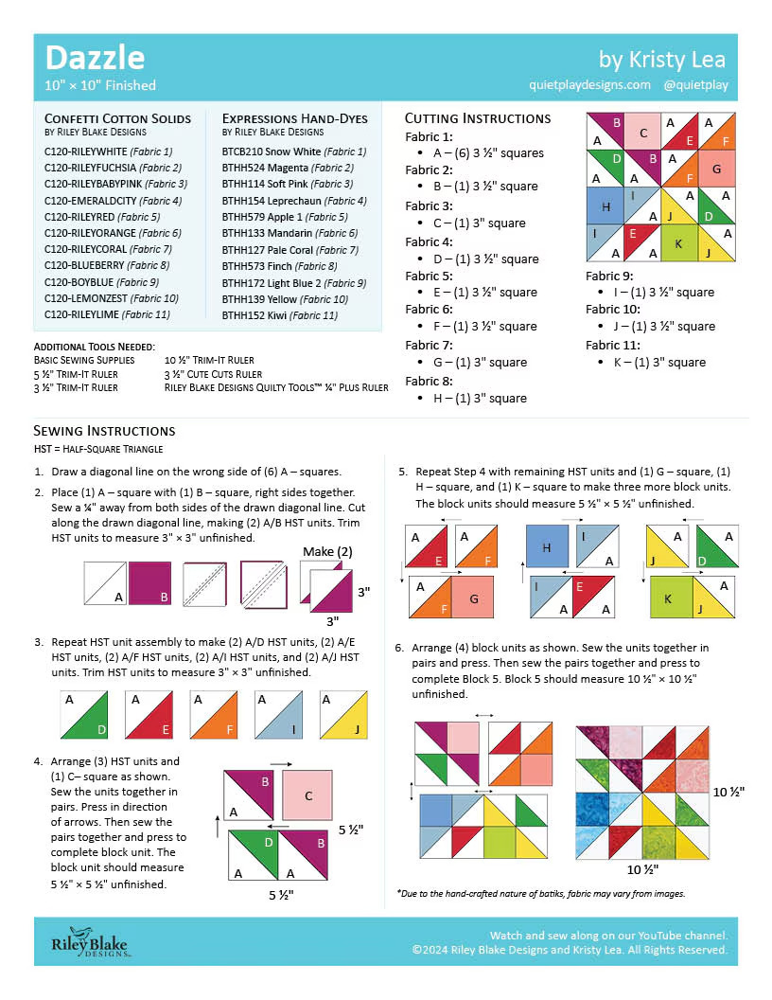 Dazzle
10" × 10" Finished
by Kristy Lea
quietplaydesigns.com @quietplay
Confetti Cotton Solids
by Riley Blake Designs
C120-RILEYWHITE (Fabric 1)
C120-RILEYFUCHSIA (Fabric 2)
C120-RILEYBABYPINK (Fabric 3)
C120-EMERALDCITY (Fabric 4)
C120-RILEYRED (Fabric 5)
C120-RILEYORANGE (Fabric 6)
C120-RILEYCORAL (Fabric 7)
C120-BLUEBERRY (Fabric 8)
C120-BOYBLUE (Fabric 9)
C120-LEMONZEST (Fabric 10)
C120-RILEYLIME (Fabric 11)
Expressions Hand-Dyes
by Riley Blake Designs
BTCB210 Snow White (Fabric 1)
BTHH524 Magenta (Fabric 2)
BTHH114 Soft Pink (Fabric 3)
BTHH154 Leprechaun (Fabric 4)
BTHH579 Apple 1 (Fabric 5)
BTHH133 Mandarin (Fabric 6)
BTHH127 Pale Coral (Fabric 7)
BTHH573 Finch (Fabric 8)
BTHH172 Light Blue 2 (Fabric 9)
BTHH139 Yellow (Fabric 10)
BTHH152 Kiwi (Fabric 11)
Additional Tools Needed:
Basic Sewing Supplies
5 ½" Trim-It Ruler
3 ½" Trim-It Ruler
10 ½" Trim-It Ruler
3 ½" Cute Cuts Ruler
Riley Blake Designs Quilty Tools™ ¼" Plus Ruler
Cutting Instructions
Fabric 1:
• A – (6) 3 ½" squares
Fabric 2:
• B – (1) 3 ½" square
Fabric 3:
• C – (1) 3" square
Fabric 4:
• D – (1) 3 ½" square
Fabric 5:
• E – (1) 3 ½" square
Fabric 6:
• F – (1) 3 ½" square
Fabric 7:
• G – (1) 3" square
Fabric 8:
• H – (1) 3" square
B C A A
A E F
D B A G
A A F
H I A A
A J D
I E K A
A A J
Fabric 9:
• I – (1) 3 ½" square
Fabric 10:
• J – (1) 3 ½" square
Fabric 11:
• K – (1) 3" square
Sewing Instructions
HST = Half-Square Triangle
1. Draw a diagonal line on the wrong side of (6) A – squares.
2. Place (1) A – square with (1) B – square, right sides together.
Sew a ¼" away from both sides of the drawn diagonal line. Cut
along the drawn diagonal line, making (2) A/B HST units. Trim
HST units to measure 3" × 3" unfinished.
Make (2)
A B
3"
3"
3. Repeat HST unit assembly to make (2) A/D HST units, (2) A/E
HST units, (2) A/F HST units, (2) A/I HST units, and (2) A/J HST
units. Trim HST units to measure 3" × 3" unfinished.
A A A A A
D E F I J
4. Arrange (3) HST units and
(1) C– square as shown.
Sew the units together in
pairs. Press in direction
of arrows. Then sew the
pairs together and press to
complete block unit. The
block unit should measure
5 ½" × 5 ½" unfinished.
B C
A
D B
A A
5 ½"
5 ½"
5. Repeat Step 4 with remaining HST units and (1) G – square, (1)
H – square, and (1) K – square to make three more block units.
The block units should measure 5 ½" × 5 ½" unfinished.
A A H I A A
E F A J D
A G I E K A
F A A J
6. Arrange (4) block units as shown. Sew the units together in
pairs and press. Then sew the pairs together and press to
complete Block 5. Block 5 should measure 10 ½" × 10 ½"
unfinished.
10 ½"
10 ½"
*Due to the hand-crafted nature of batiks, fabric may vary from images.
Riley Blake
DESIGNS
Watch and sew along on our YouTube channel.
©2024 Riley Blake Designs and Kristy Lea. All Rights Reserved.